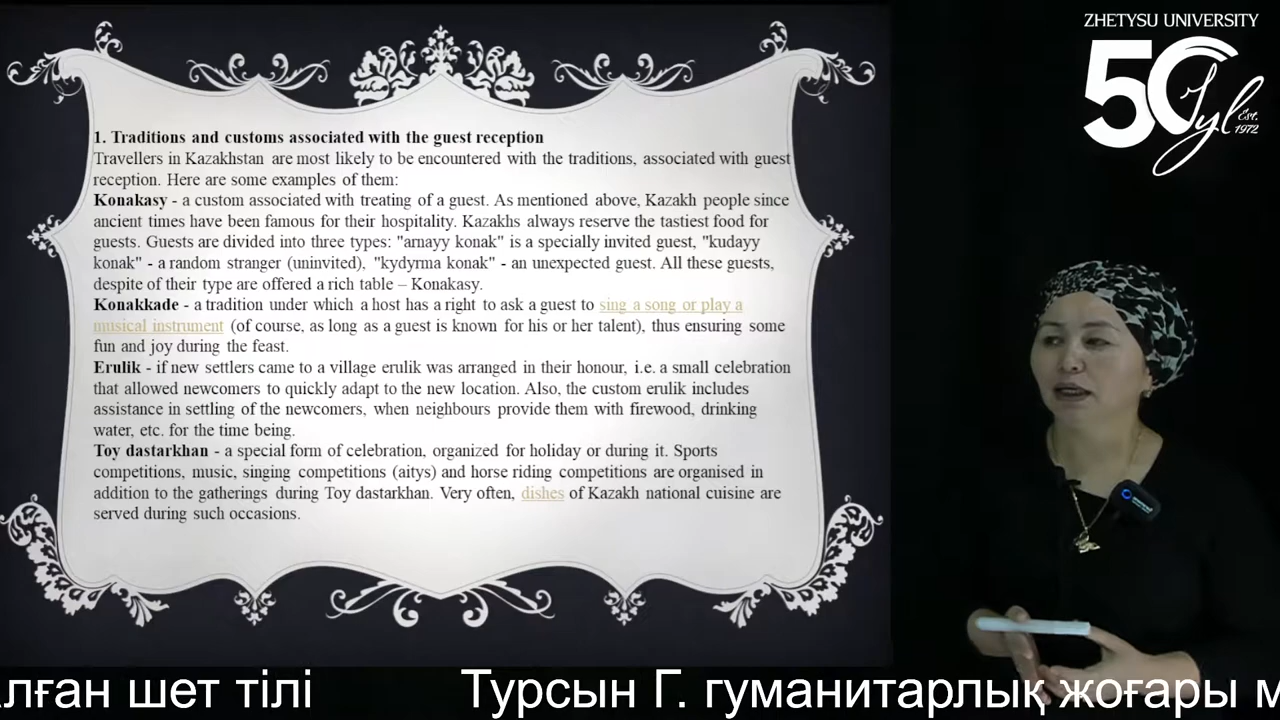 ZHETYSU UNIVERSITY
50
Jyl
Est.
1972
1. Traditions and customs associated with the guest reception
Travellers in Kazakhstan are most likely to be encountered with the traditions, associated with guest
reception. Here are some examples of them:
Konakasy - a custom associated with treating of a guest. As mentioned above, Kazakh people since
ancient times have been famous for their hospitality. Kazakhs always reserve the tastiest food for
guests. Guests are divided into three types: "arnayy konak" is a specially invited guest, "kudayy
konak" - a random stranger (uninvited), "kydyrma konak" - an unexpected guest. All these guests,
despite of their type are offered a rich table – Konakasy.
Konakkade - a tradition under which a host has a right to ask a guest to sing a song or play a
musical instrument (of course, as long as a guest is known for his or her talent), thus ensuring some
fun and joy during the feast.
Erulik - if new settlers came to a village erulik was arranged in their honour, i.e. a small celebration
that allowed newcomers to quickly adapt to the new location. Also, the custom erulik includes
assistance in settling of the newcomers, when neighbours provide them with firewood, drinking
water, etc. for the time being.
Toy dastarkhan - a special form of celebration, organized for holiday or during it. Sports
competitions, music, singing competitions (aitys) and horse riding competitions are organised in
addition to the gatherings during Toy dastarkhan. Very often, dishes of Kazakh national cuisine are
served during such occasions.
лған шет тілі Турсын Г. гуманитарлық жоғары м